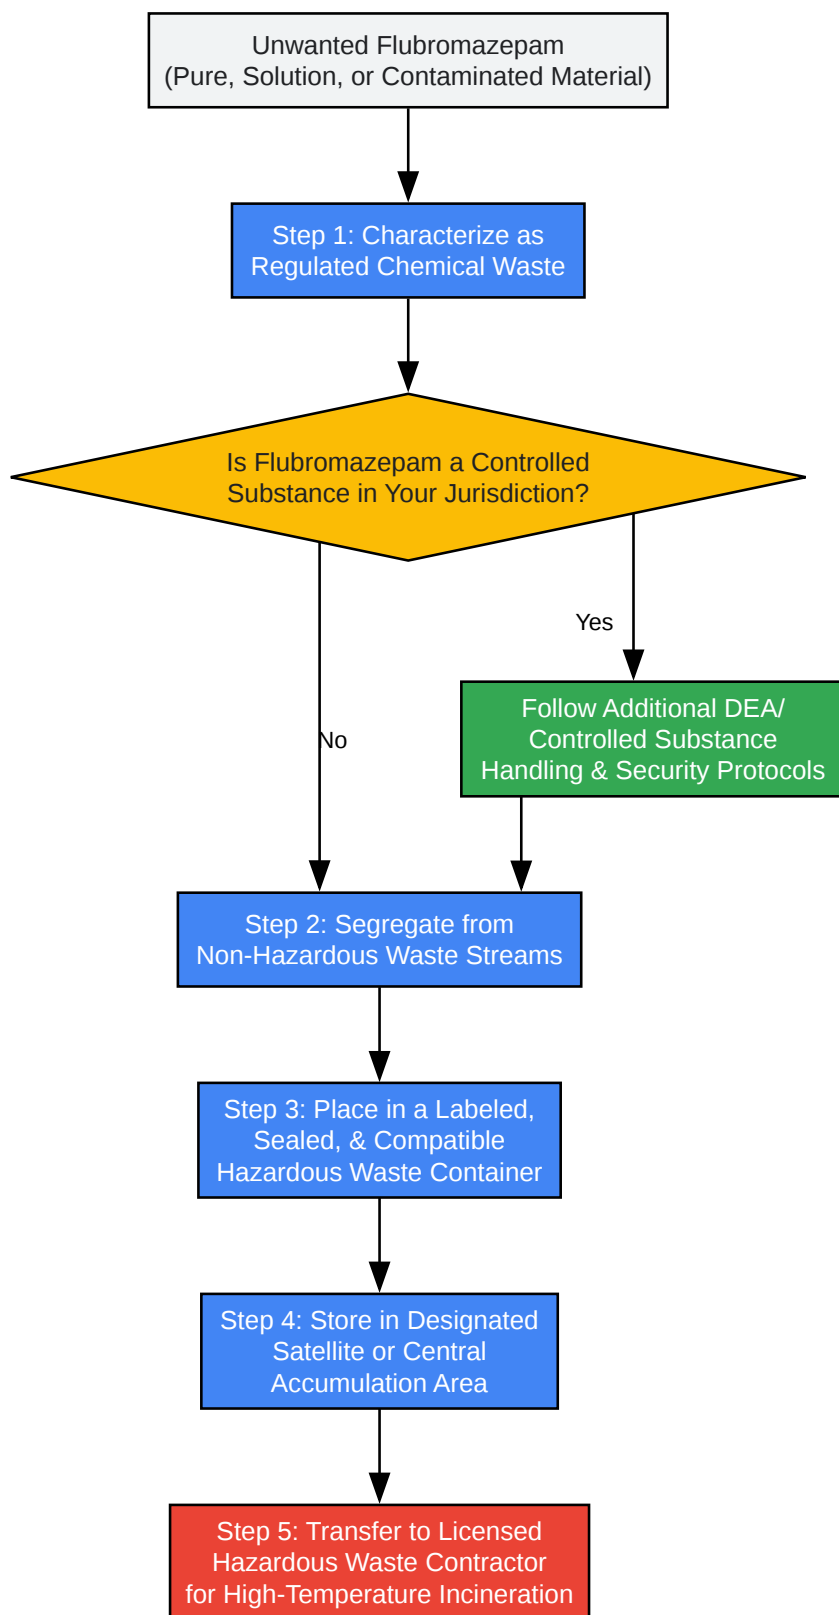 Unwanted Flubromazepam
(Pure, Solution, or Contaminated Material)
Step 1: Characterize as
Regulated Chemical Waste
Is Flubromazepam a Controlled
Substance in Your Jurisdiction?
Yes
Follow Additional DEA/
Controlled Substance
Handling & Security Protocols
No
Step 2: Segregate from
Non-Hazardous Waste Streams
Step 3: Place in a Labeled,
Sealed, & Compatible
Hazardous Waste Container
Step 4: Store in Designated
Satellite or Central
Accumulation Area
Step 5: Transfer to Licensed
Hazardous Waste Contractor
for High-Temperature Incineration